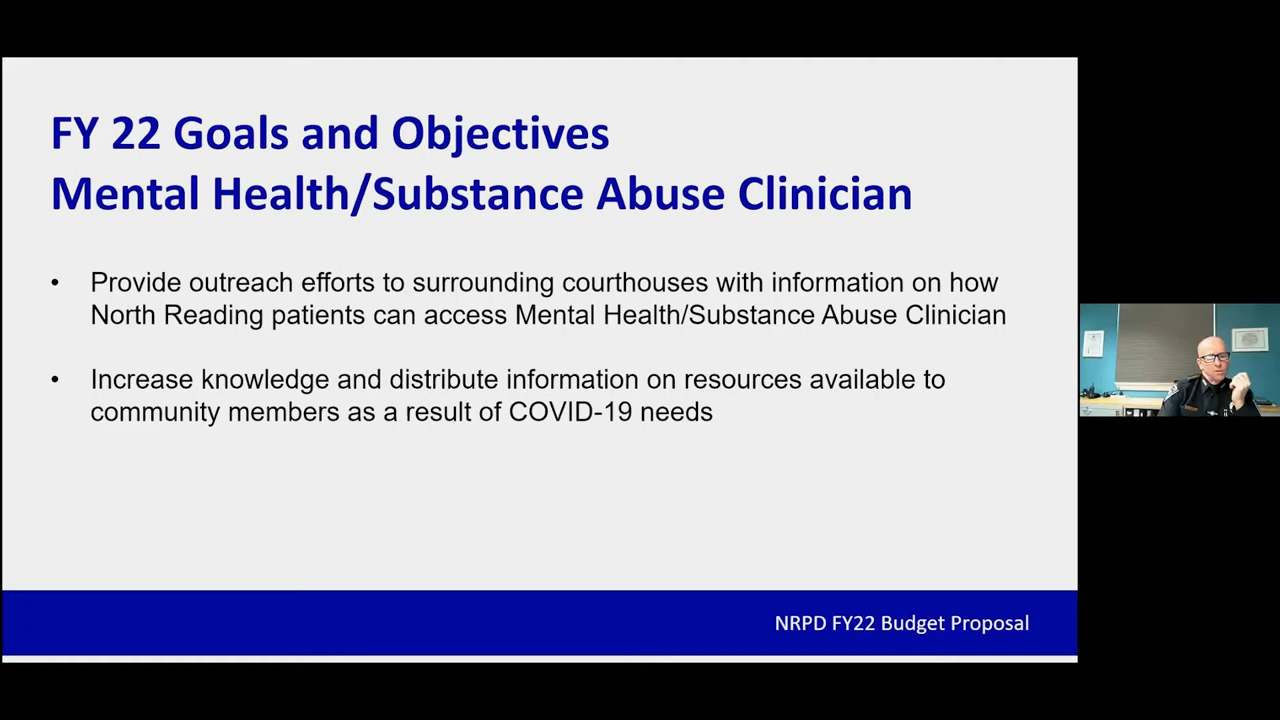 FY 22 Goals and Objectives
Mental Health/Substance Abuse Clinician
• Provide outreach efforts to surrounding courthouses with information on how
North Reading patients can access Mental Health/Substance Abuse Clinician
• Increase knowledge and distribute information on resources available to
community members as a result of COVID-19 needs
NRPD FY22 Budget Proposal